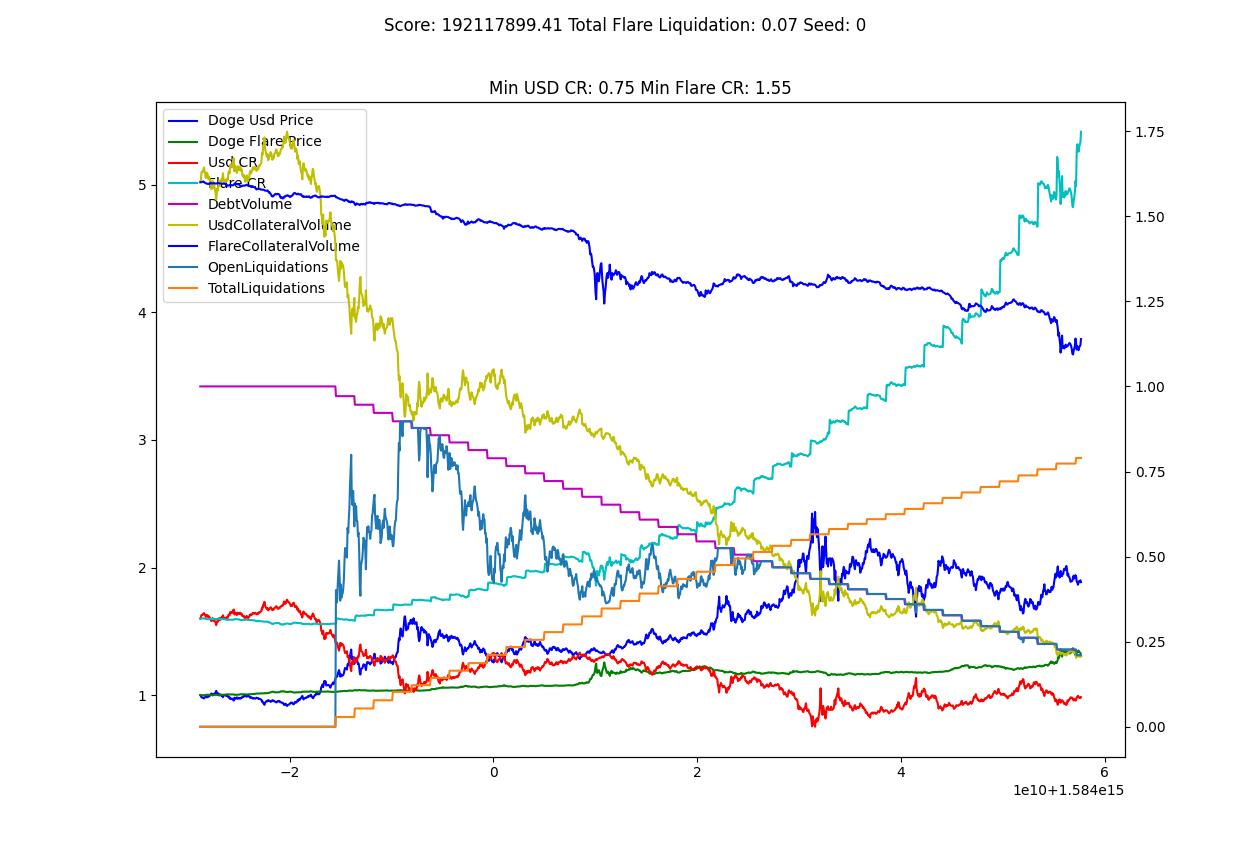 Score: 192117899.41 Total Flare Liquidation: 0.07 Seed: 0
Min USD CR: 0.75 Min Flare CR: 1.55
Doge Usd Price
Doge Flare Price
Usd CR
Flare CR
DebtVolume
UsdCollateralVolume
FlareCollateralVolume
OpenLiquidations
TotalLiquidations
5
4
3
2
1
1.75
1.50
1.25
1.00
0.75
0.50
0.25
0.00
−2 0 2 4 6
1e10+1.584e15